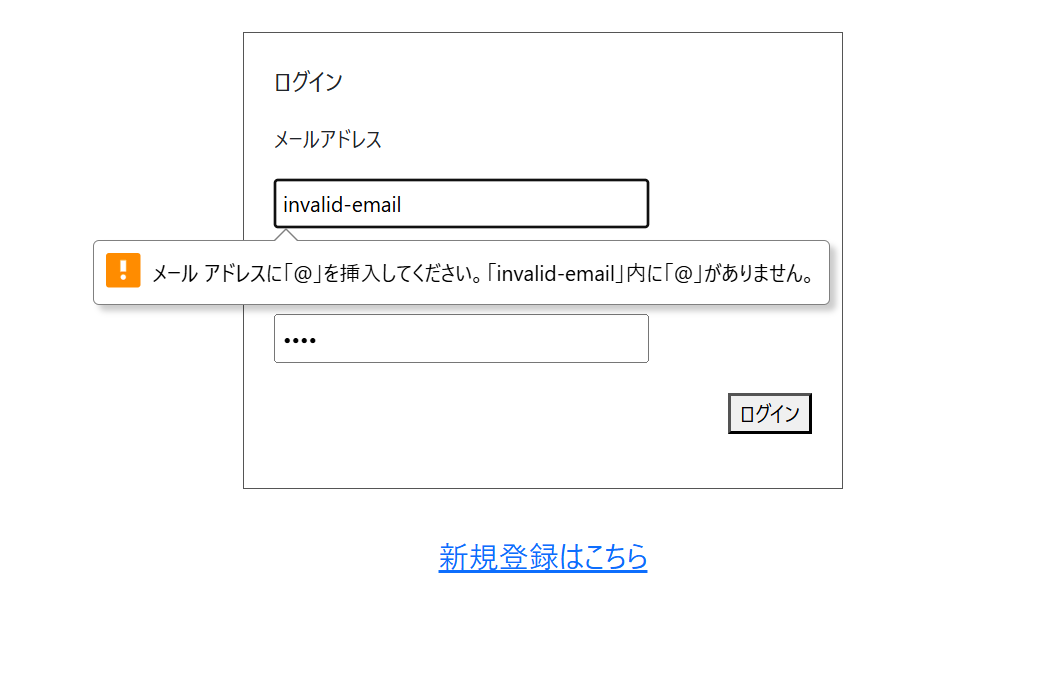 ログイン
メールアドレス
invalid-email
メール アドレスに「@」を挿入してください。「invalid-email」内に「@」がありません。
••••
ログイン
新規登録はこちら